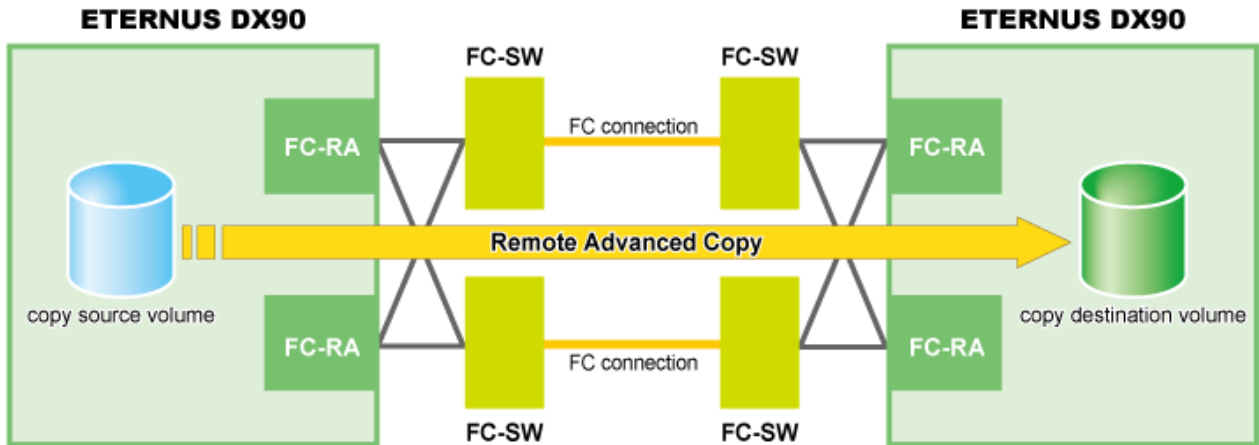 ETERNUS DX90
ETERNUS DX90
FC-SW
FC-SW
FC-RA
FC connection
FC-RA
Remote Advanced Copy
copy source volume
copy destination volume
FC-RA
FC connection
FC-RA
FC-SW
FC-SW